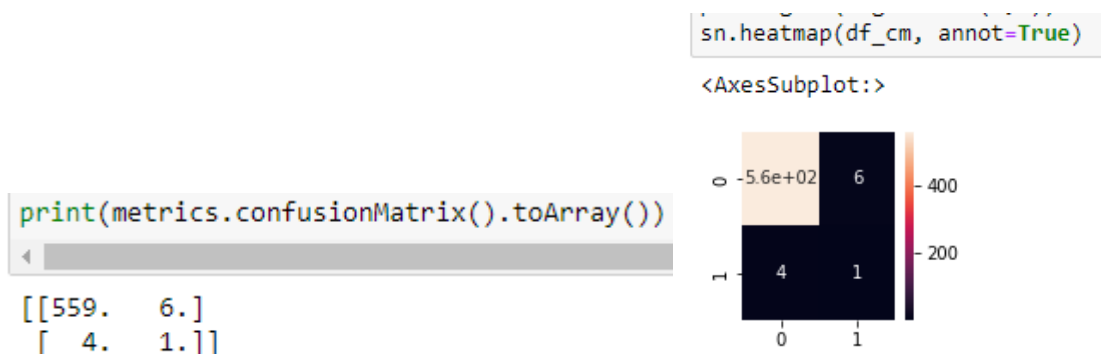 print(metrics.confusionMatrix().toArray())
[[559. 6.]
[ 4. 1.]]
sn.heatmap(df_cm, annot=True)
<AxesSubplot:>
0 5.6e+02 6
1 4 1
0 1
400
200